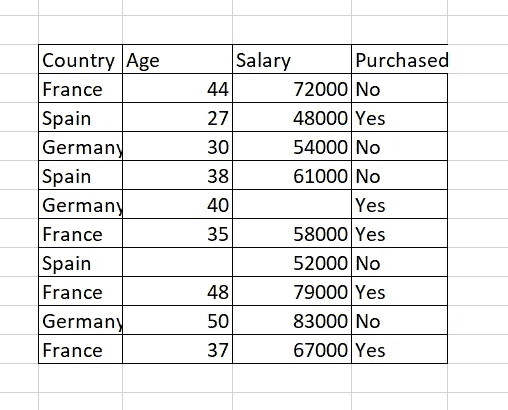 Country Age Salary Purchased
France 44 72000 No
Spain 27 48000 Yes
Germany 30 54000 No
Spain 38 61000 No
Germany 40 Yes
France 35 58000 Yes
Spain 52000 No
France 48 79000 Yes
Germany 50 83000 No
France 37 67000 Yes